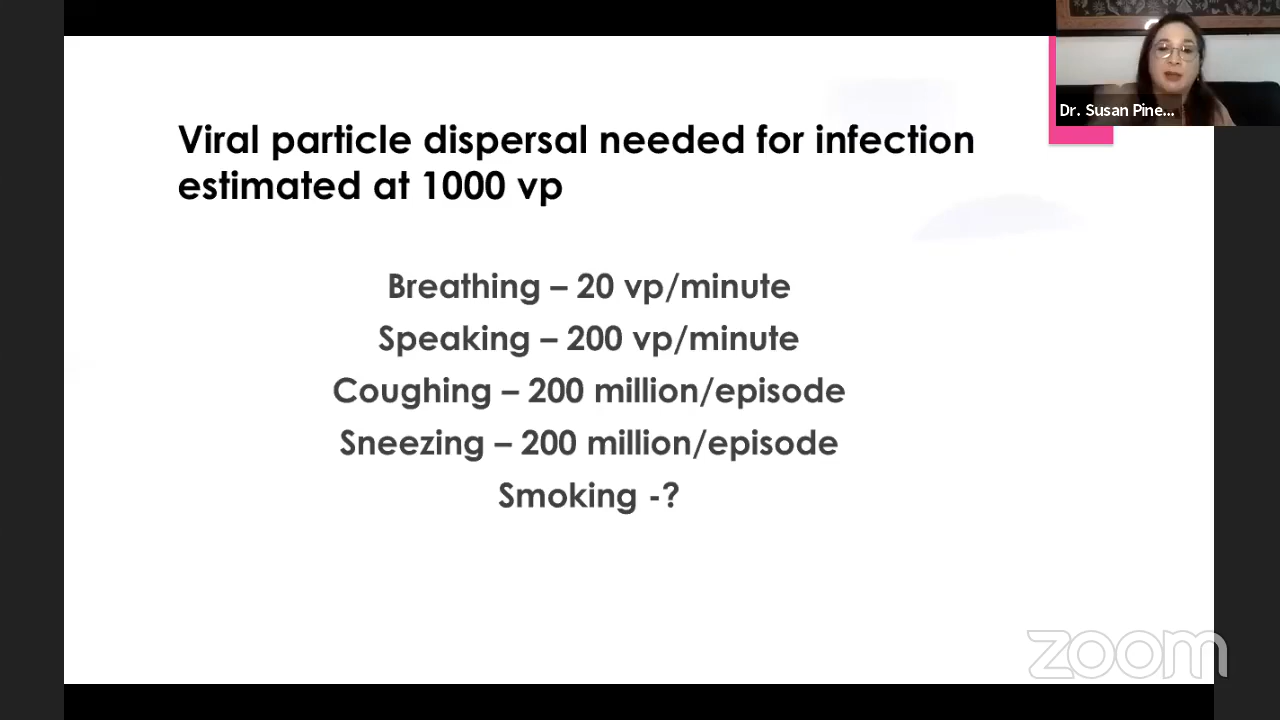 Dr. Susan Pine...
Viral particle dispersal needed for infection
estimated at 1000 vp
Breathing – 20 vp/minute
Speaking – 200 vp/minute
Coughing – 200 million/episode
Sneezing – 200 million/episode
Smoking -?
zoom